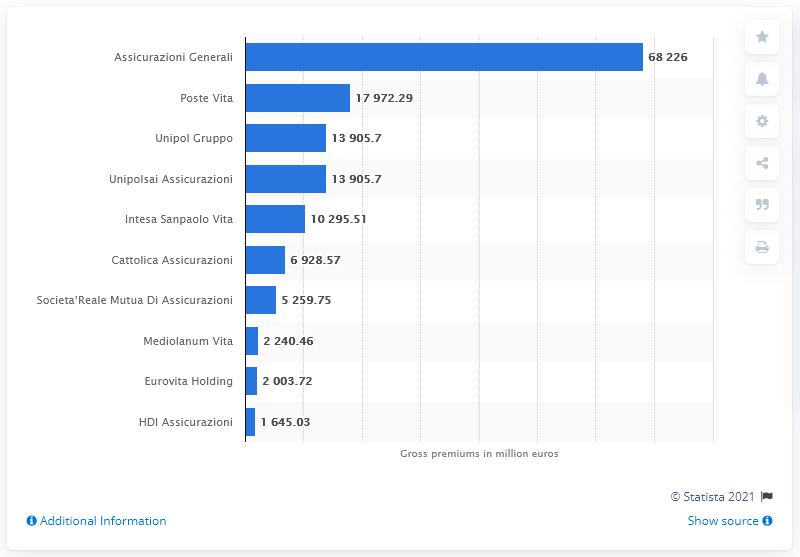 Assicurazioni Generali 68 226
Poste Vita 17 972.29
Unipol Gruppo 13 905.7
Unipolsai Assicurazioni 13 905.7
Intesa Sanpaolo Vita 10 295.51
Cattolica Assicurazioni 6 928.57
Societa'Reale Mutua Di Assicurazioni 5 259.75
Mediolanum Vita 2 240.46
Eurovita Holding 2 003.72
HDI Assicurazioni 1 645.03
Gross premiums in million euros
© Statista 2021
Additional Information
Show source